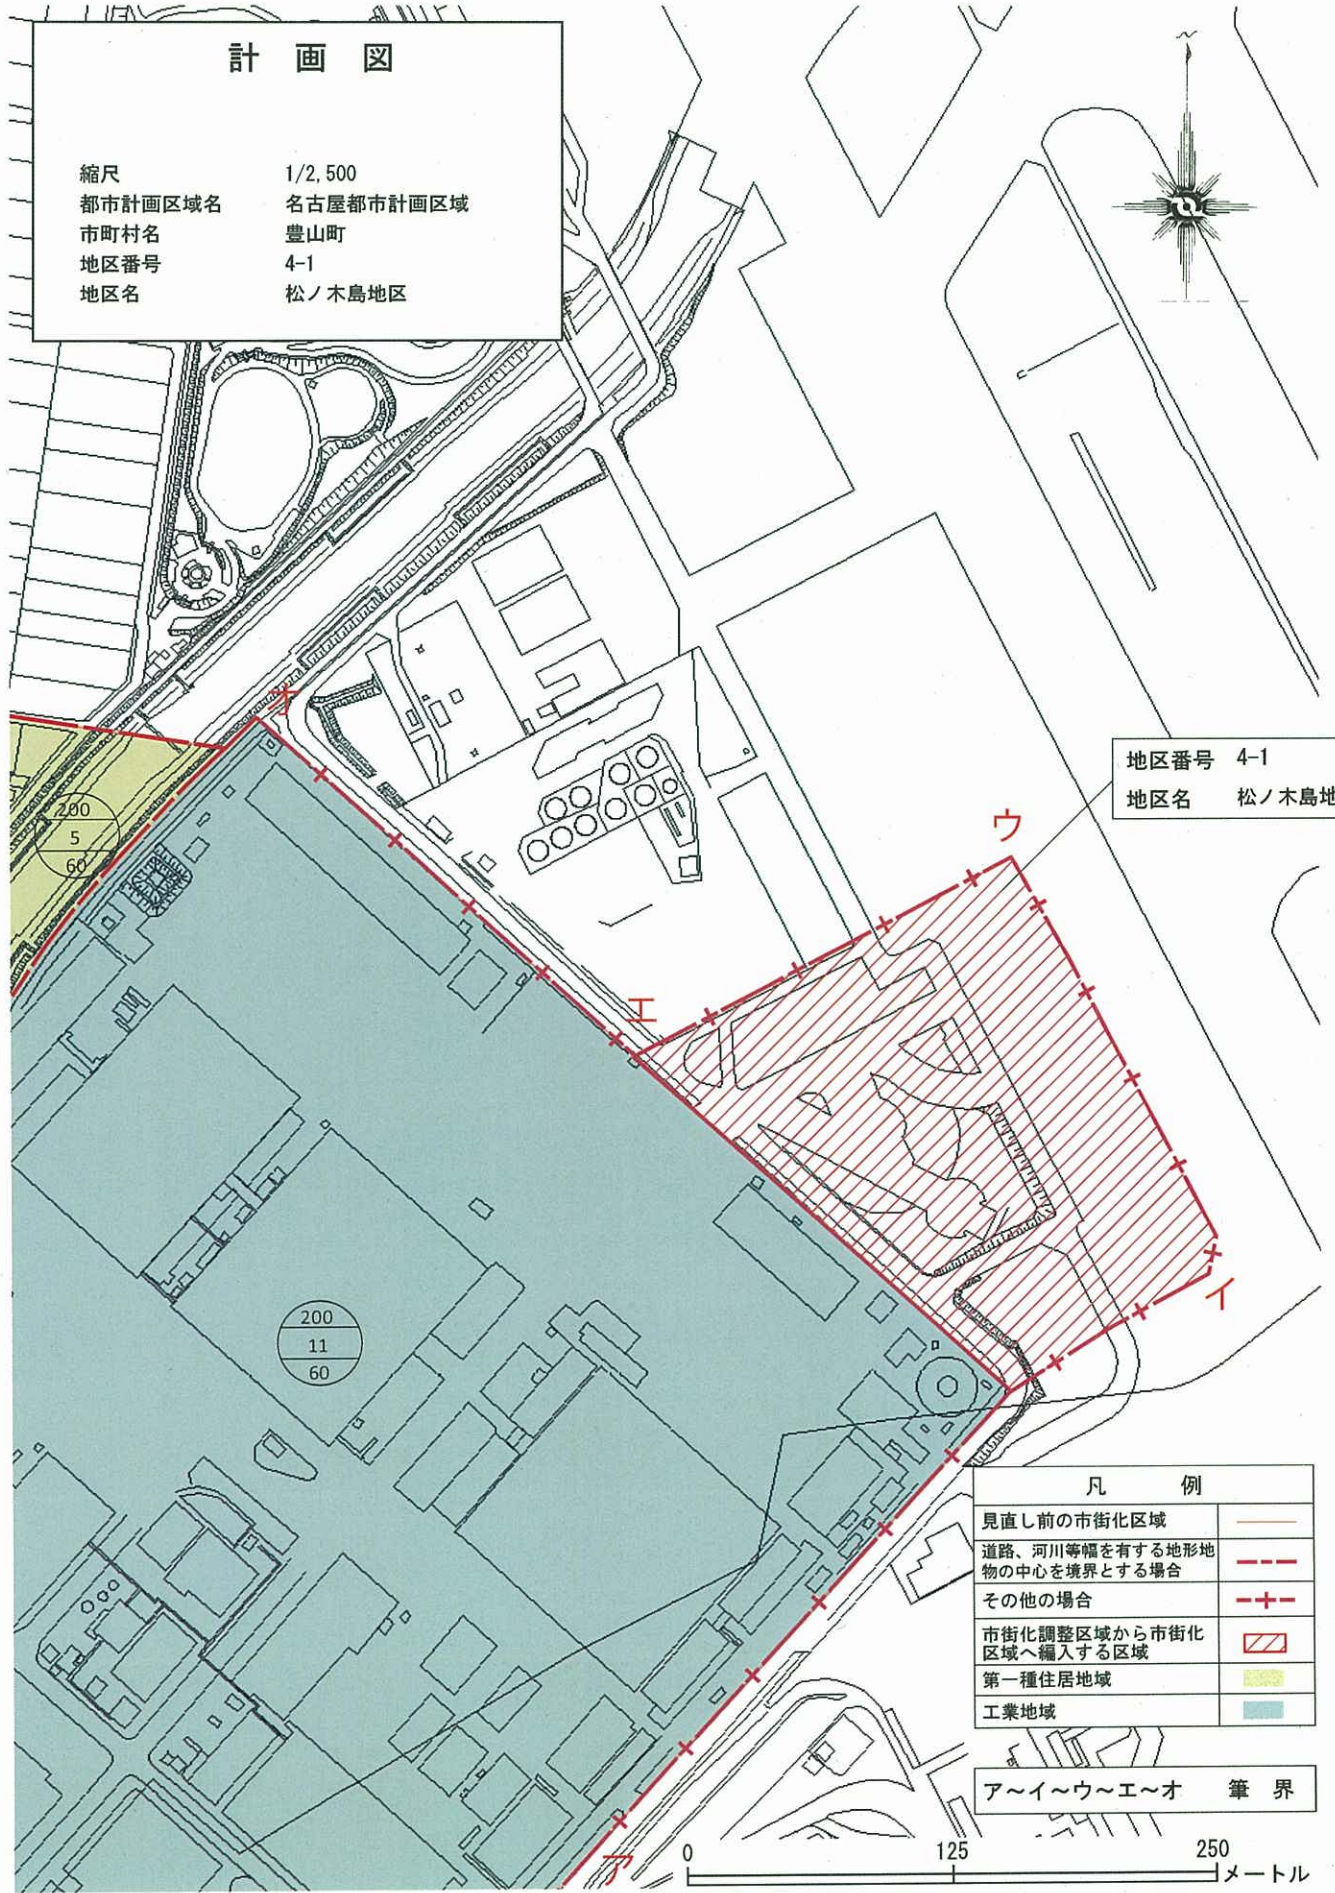 計画図
縮尺 1/2,500
都市計画区域名 名古屋都市計画区域
市町村名 豊山町
地区番号 4-1
地区名 松ノ木島地区
オ
200
5
60
地区番号 4-1
地区名 松ノ木島地
ウ
エ
イ
200
11
60
凡例
見直し前の市街化区域
道路、河川等幅を有する地形地
物の中心を境界とする場合
その他の場合
市街化調整区域から市街化
区域へ編入する区域
第一種住居地域
工業地域
ア～イ～ウ～エ～オ 筆界
ア
0 125 250
メートル